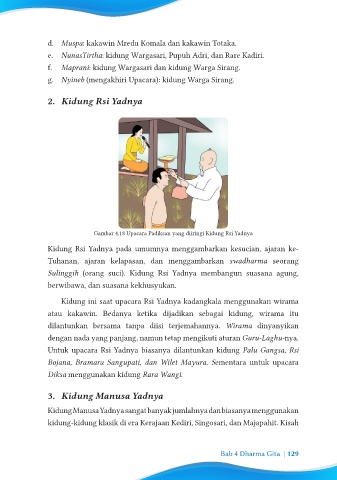 d. Muspa: kakawin Mredu Komala dan kakawin Totaka.
e. NunasTirtha: kidung Wargasari, Pupuh Adri, dan Rare Kadiri.
f. Maprani: kidung Wargasari dan kidung Warga Sirang.
g. Nyineb (mengakhiri Upacara): kidung Warga Sirang.
2. Kidung Rsi Yadnya
Gambar 4.18 Upacara Padiksan yang diiringi Kidung Rsi Yadnya
Kidung Rsi Yadnya pada umumnya menggambarkan kesucian, ajaran ke-
Tuhanan, ajaran kelapasan, dan menggambarkan swadharma seorang
Sulinggih (orang suci). Kidung Rsi Yadnya membangun suasana agung,
berwibawa, dan suasana kekhusyukan.
Kidung ini saat upacara Rsi Yadnya kadangkala menggunakan wirama
atau kakawin. Bedanya ketika dijadikan sebagai kidung, wirama itu
dilantunkan bersama tanpa diisi terjemahannya. Wirama dinyanyikan
dengan nada yang panjang, namun tetap mengikuti aturan Guru-Laghu-nya.
Untuk upacara Rsi Yadnya biasanya dilantunkan kidung Palu Gangsa, Rsi
Bojana, Bramara Sangupati, dan Wilet Mayura. Sementara untuk upacara
Diksa menggunakan kidung Rara Wangi.
3. Kidung Manusa Yadnya
Kidung Manusa Yadnya sangat banyak jumlahnya dan biasanya menggunakan
kidung-kidung klasik di era Kerajaan Kediri, Singosari, dan Majapahit. Kisah
Bab 4 Dharma Gita | 129